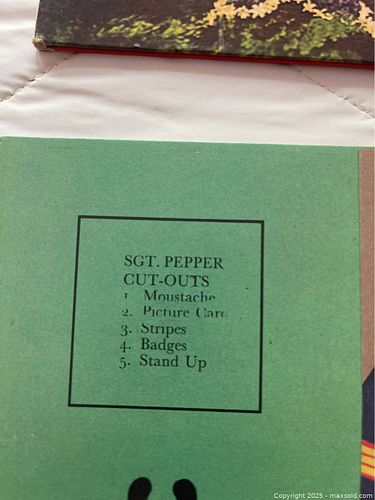 SGT. PEPPER
CUT-OUTS
1. Moustache
2. Picture Card
3. Stripes
4. Badges
5. Stand Up
Copyright 2025 - maxsold.com